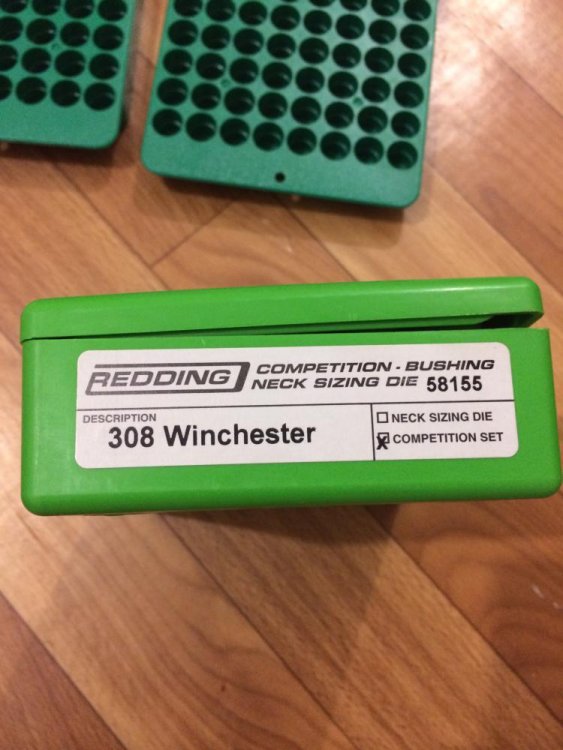 REDDING COMPETITION - BUSHING
NECK SIZING DIE 58155
DESCRIPTION
308 Winchester
NECK SIZING DIE
X COMPETITION SET